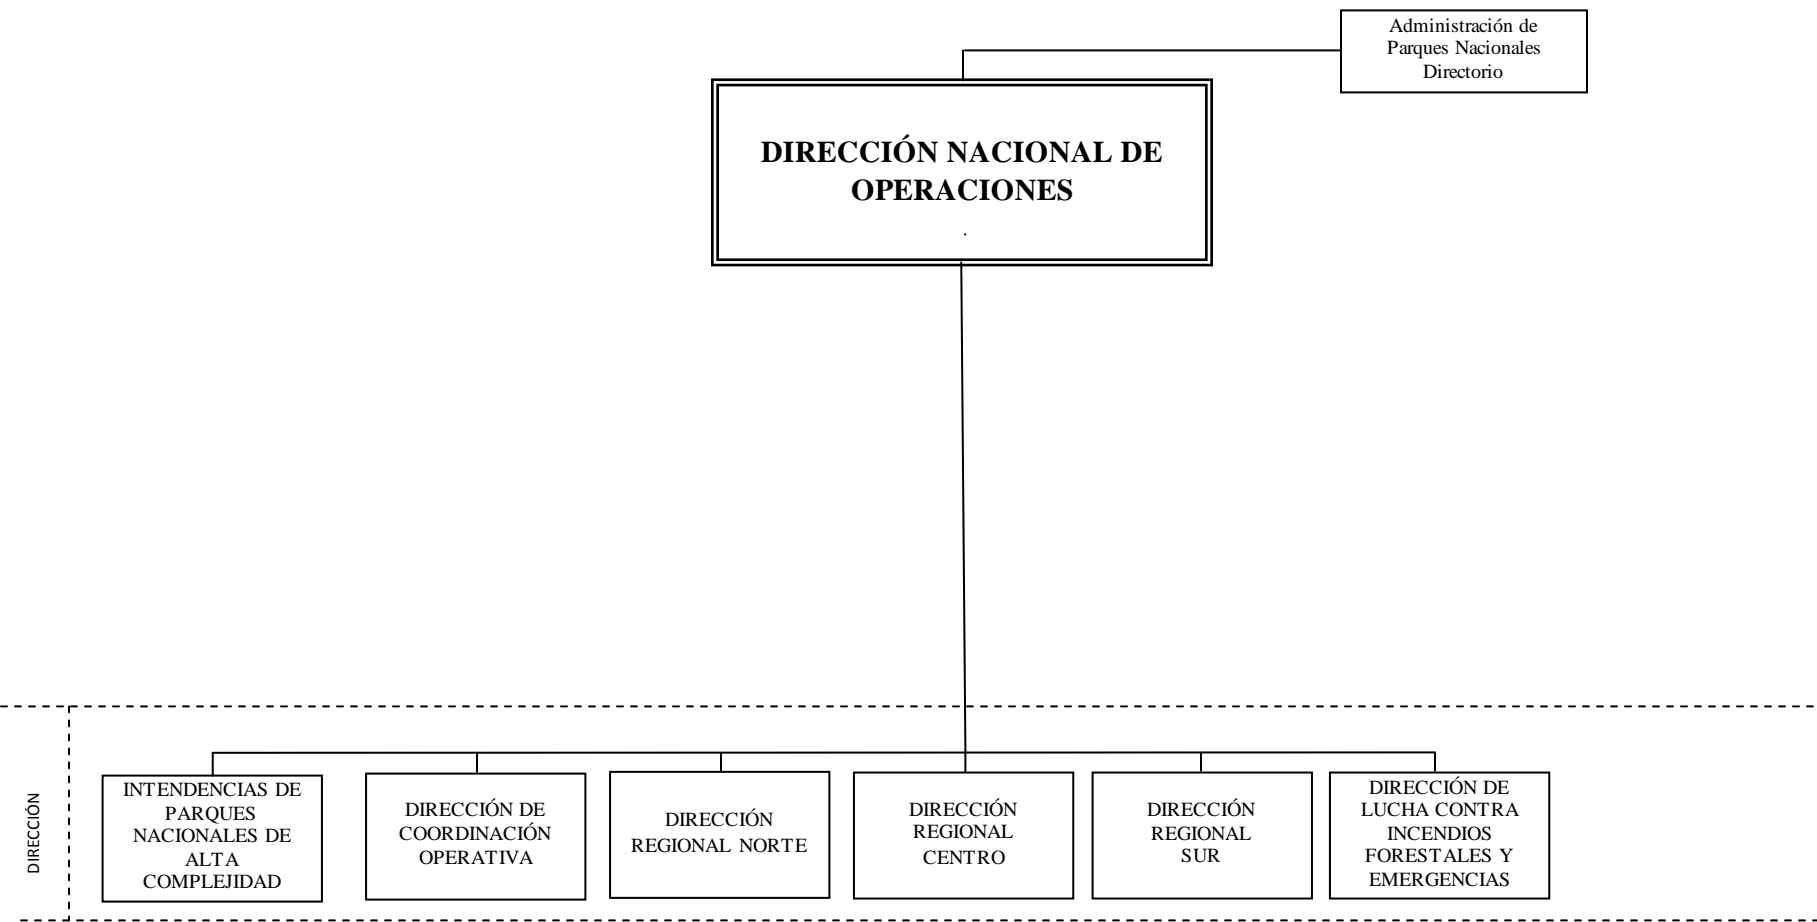 Administración de
Parques Nacionales
Directorio
DIRECCIÓN NACIONAL DE
OPERACIONES
.
DIRECCIÓN
INTENDENCIAS DE
PARQUES
NACIONALES DE
ALTA
COMPLEJIDAD
DIRECCIÓN DE
COORDINACIÓN
OPERATIVA
DIRECCIÓN
REGIONAL NORTE
DIRECCIÓN
REGIONAL
CENTRO
DIRECCIÓN
REGIONAL
SUR
DIRECCIÓN DE
LUCHA CONTRA
INCENDIOS
FORESTALES Y
EMERGENCIAS